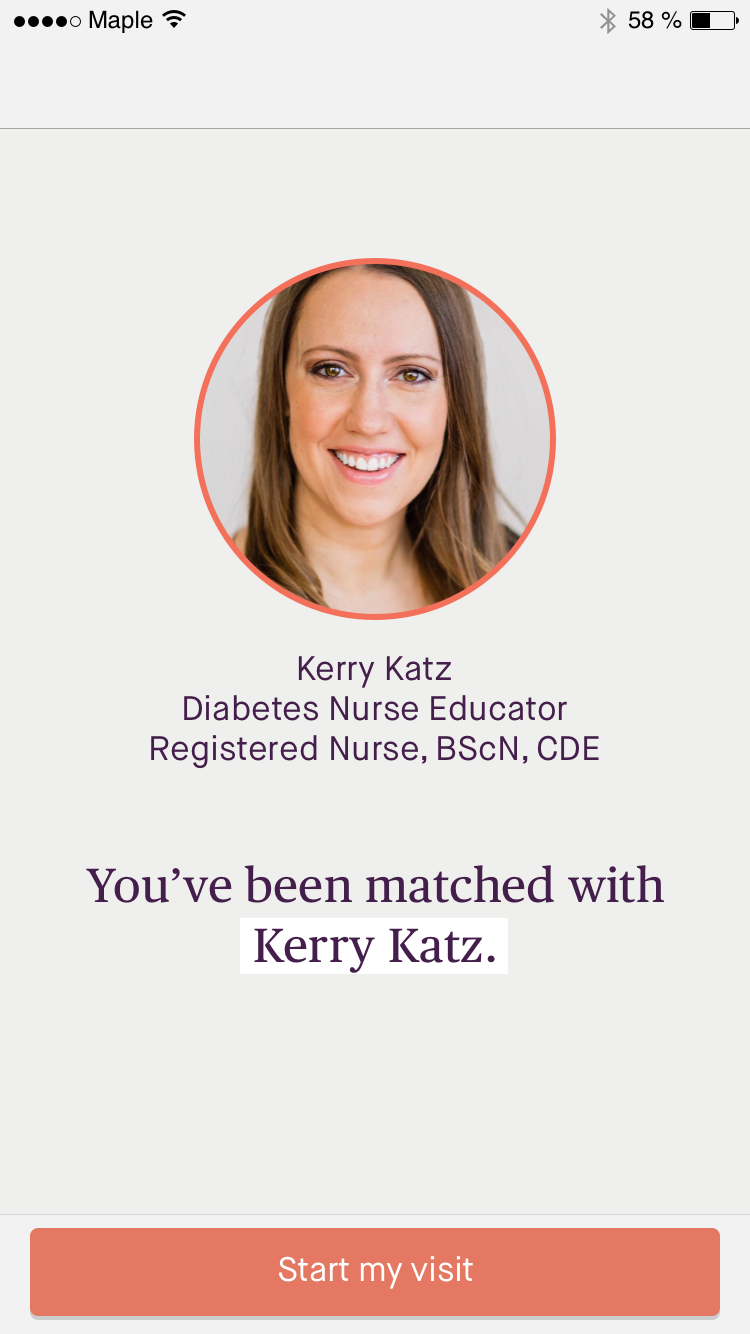 Maple 58 %
Kerry Katz
Diabetes Nurse Educator
Registered Nurse, BScN, CDE
You’ve been matched with
Kerry Katz.
Start my visit